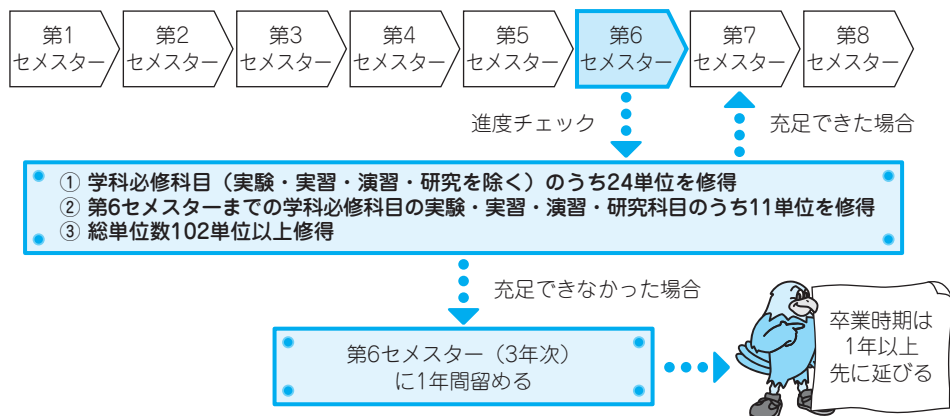 第1
セメスター
第2
セメスター
第3
セメスター
第4
セメスター
第5
セメスター
第6
セメスター
第7
セメスター
第8
セメスター
進度チェック
充足できた場合
① 学科必修科目（実験・実習・演習・研究を除く）のうち24単位を修得
② 第6セメスターまでの学科必修科目の実験・実習・演習・研究科目のうち11単位を修得
③ 総単位数102単位以上修得
充足できなかった場合
第6セメスター（3年次）
に1年間留める
卒業時期は
1年以上
先に延びる